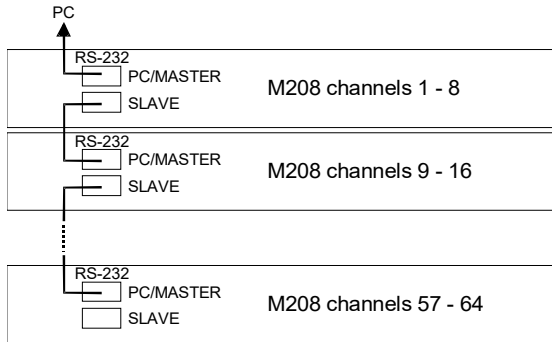 PC
RS-232
PC/MASTER
M208 channels 1 - 8
SLAVE
RS-232
PC/MASTER
M208 channels 9 - 16
SLAVE
RS-232
PC/MASTER
M208 channels 57 - 64
SLAVE